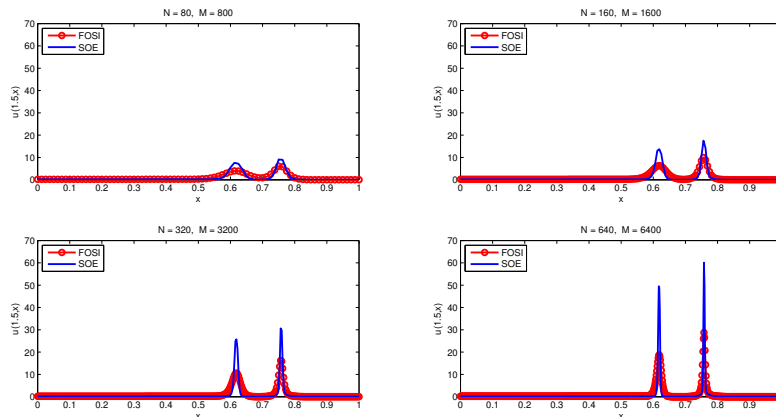 N = 80, M = 800
70
60
50
40
30
20
10
0
u(1.5,x)
FOSI
SOE
0 0.1 0.2 0.3 0.4 0.5 0.6 0.7 0.8 0.9 1
x
N = 160, M = 1600
70
60
50
40
30
20
10
0
u(1.5,x)
FOSI
SOE
0 0.1 0.2 0.3 0.4 0.5 0.6 0.7 0.8 0.9
x
N = 320, M = 3200
70
60
50
40
30
20
10
0
u(1.5,x)
FOSI
SOE
0 0.1 0.2 0.3 0.4 0.5 0.6 0.7 0.8 0.9 1
x
N = 640, M = 6400
70
60
50
40
30
20
10
0
u(1.5,x)
FOSI
SOE
0 0.1 0.2 0.3 0.4 0.5 0.6 0.7 0.8 0.9
x